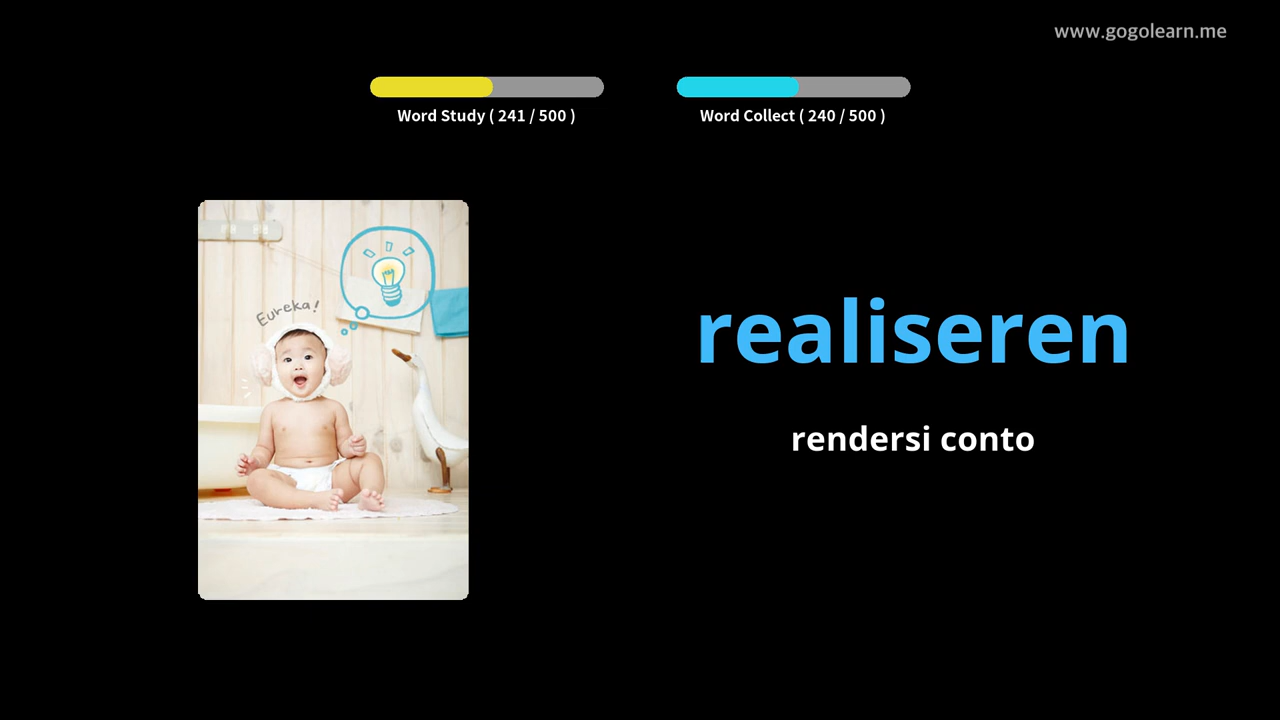 www.gogolearn.me
Word Study ( 241 / 500 )
Word Collect ( 240 / 500 )
Eureka!
realiseren
rendersi conto